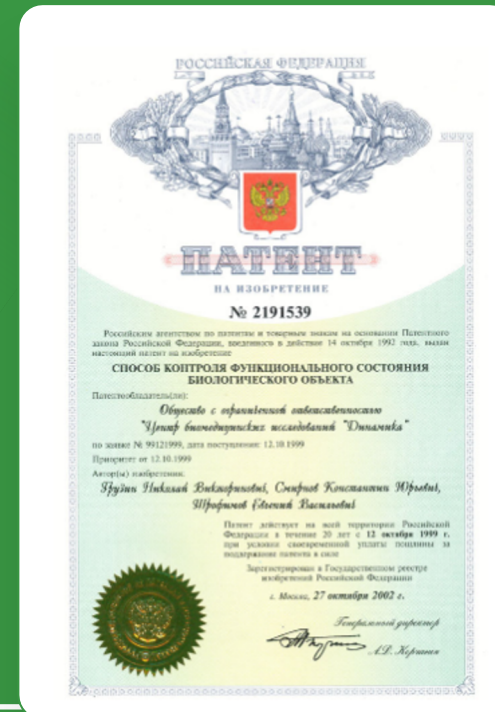 РОССИЙСКАЯ ФЕДЕРАЦИЯ
ПАТЕНТ
НА ИЗОБРЕТЕНИЕ
№ 2191539
Российским агентством по патентам и товарным знакам на основании Патентного
закона Российской Федерации, введенного в действие 14 октября 1992 года, выдан
настоящий патент на изобретение
СПОСОБ КОНТРОЛЯ ФУНКЦИОНАЛЬНОГО СОСТОЯНИЯ
БИОЛОГИЧЕСКОГО ОБЪЕКТА
Патентообладатель(ли):
Общество с ограниченной ответственностью
"Центр биомедицинских исследований "Динамика"
по заявке № 99121999, дата поступления: 12.10.1999
Приоритет от 12.10.1999
Автор(ы) изобретения:
Николай Викторинович, Смирнов Константин Юрьевич,
Трофимов Евгений Васильевич
Патент действует на всей территории Российской
Федерации в течение 20 лет с 12 октября 1999 г.
при условии своевременной уплаты пошлины за
поддержание патента в силе
Зарегистрирован в Государственном реестре
изобретений Российской Федерации
г. Москва, 27 октября 2002 г.
Генеральный директор
А.Д. Корчагин